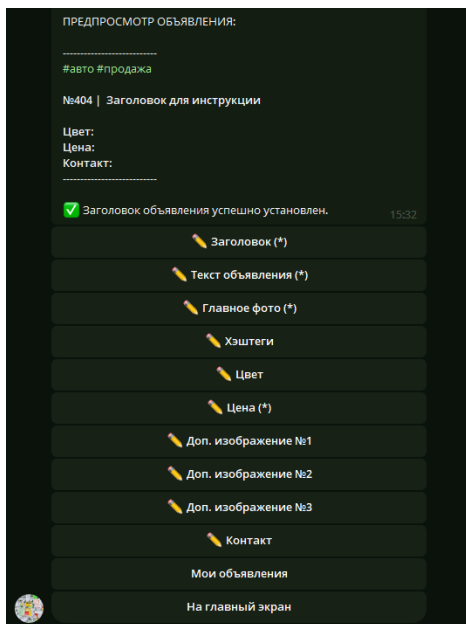 ПРЕДПРОСМОТР ОБЪЯВЛЕНИЯ:
---------------------------
#авто #продажа
№404 | Заголовок для инструкции
Цвет:
Цена:
Контакт:
---------------------------
✅ Заголовок объявления успешно установлен. 15:32
✏️ Заголовок (*)
✏️ Текст объявления (*)
✏️ Главное фото (*)
✏️ Хэштеги
✏️ Цвет
✏️ Цена (*)
✏️ Доп. изображение №1
✏️ Доп. изображение №2
✏️ Доп. изображение №3
✏️ Контакт
Мои объявления
На главный экран